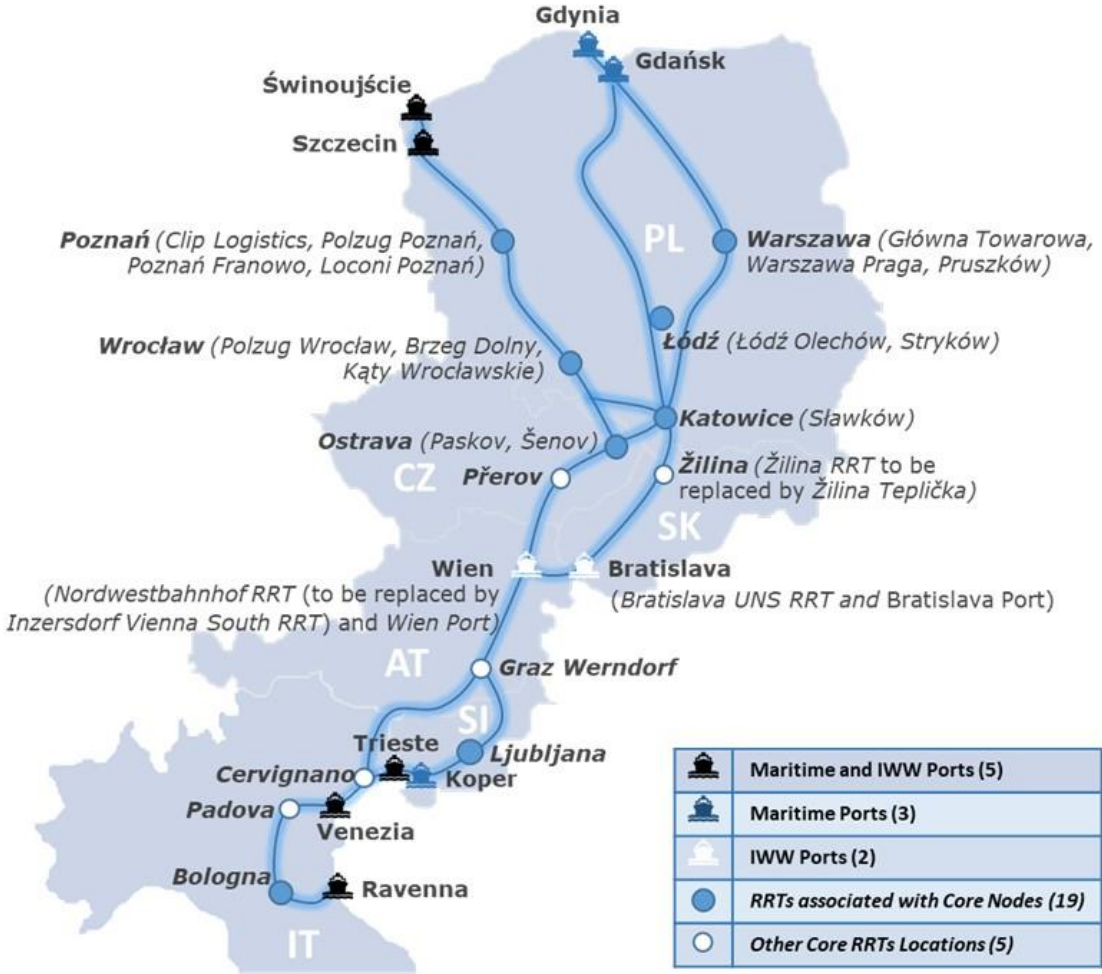 Gdynia
Gdańsk
Świnoujście
Szczecin
Poznań (Clip Logistics, Polzug Poznań,
Poznań Franowo, Loconi Poznań)
PL
Warszawa (Główna Towarowa,
Warszawa Praga, Pruszków)
Wrocław (Polzug Wrocław, Brzeg Dolny,
Kąty Wrocławskie)
Łódź (Łódź Olechów, Stryków)
Katowice (Sławków)
Ostrava (Paskov, Šenov)
CZ
Přerov
Žilina (Žilina RRT to be
replaced by Žilina Teplička)
SK
Wien
Bratislava
(Nordwestbahnhof RRT (to be replaced by
Inzersdorf Vienna South RRT) and Wien Port)
(Bratislava UNS RRT and Bratislava Port)
AT
Graz Werndorf
SI
Trieste
Ljubljana
Cervignano
Koper
Padova
Venezia
Bologna
Ravenna
IT
Maritime and IWW Ports (5)
Maritime Ports (3)
IWW Ports (2)
RRTs associated with Core Nodes (19)
Other Core RRTs Locations (5)